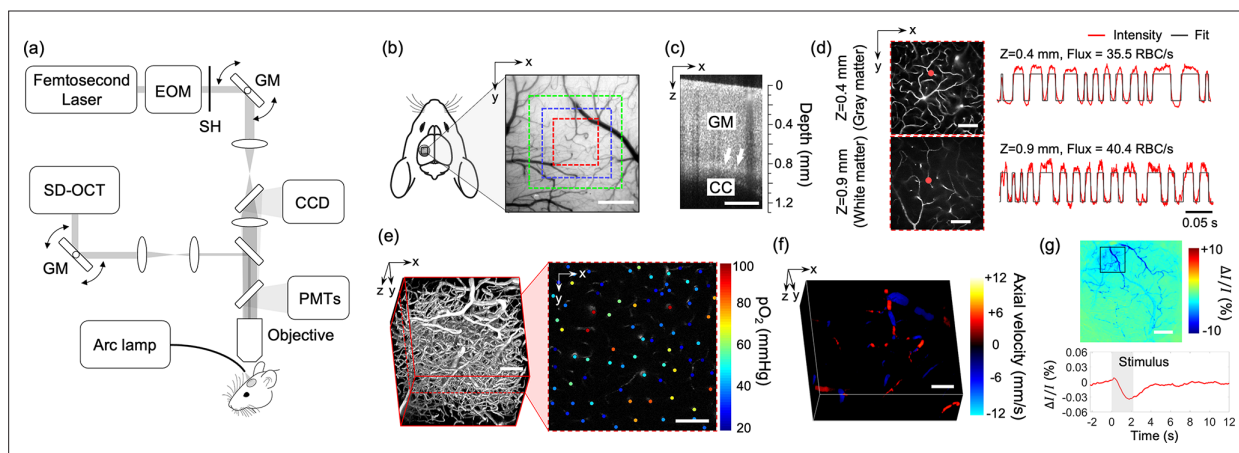 (a)
Femtosecond
Laser
EOM
SH
GM
SD-OCT
GM
CCD
PMTs
Objective
Arc lamp
(b)
x
y
(c)
x
z
GM
CC
0
0.4
0.8
1.2
Depth (mm)
(d)
x
y
Z=0.4 mm
(Gray matter)
Z=0.9 mm
(White matter)
Intensity
Fit
Z=0.4 mm, Flux = 35.5 RBC/s
Z=0.9 mm, Flux = 40.4 RBC/s
0.05 s
(e)
x
z
y
x
y
100
80
60
40
20
pO2 (mmHg)
(f)
x
z
y
+12
+6
0
-6
-12
Axial velocity (mm/s)
(g)
+10
-10
ΔI/I (%)
Stimulus
0.06
0.03
0
-0.03
-0.06
ΔI/I (%)
-2 0 2 4 6 8 10 12
Time (s)